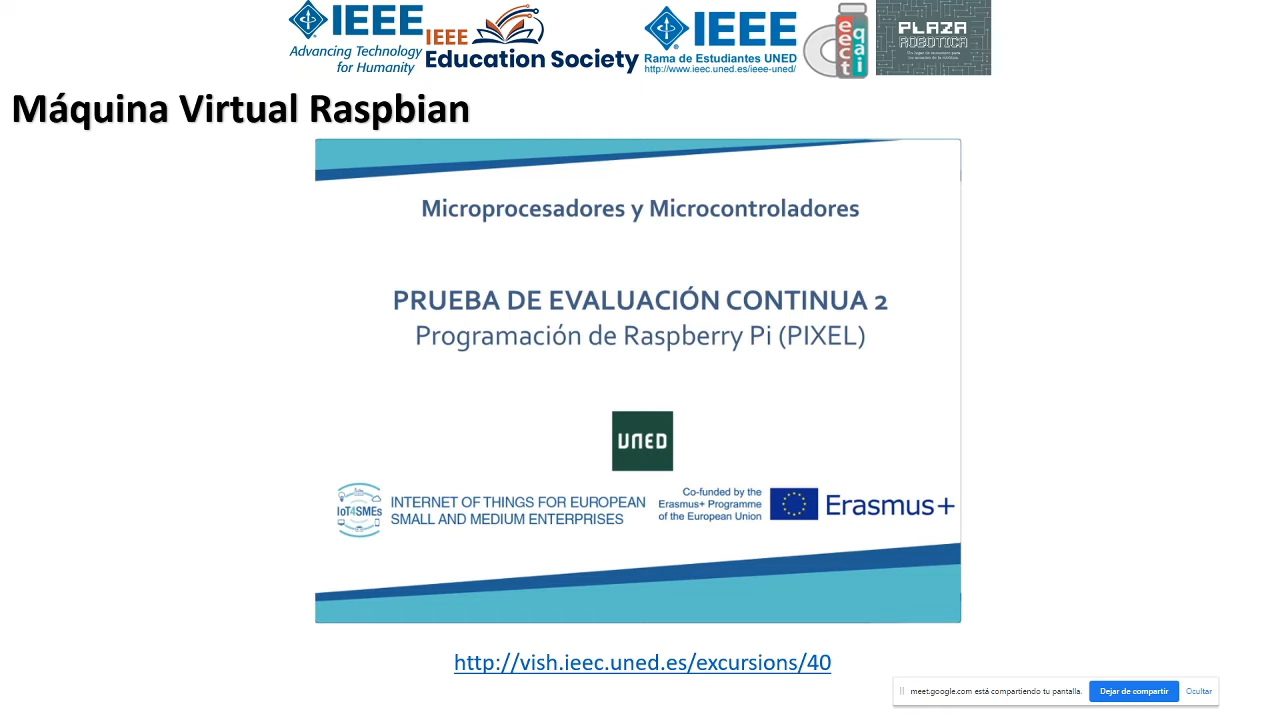 IEEE
Advancing Technology
for Humanity
IEEE
Education Society
IEEE
Rama de Estudiantes UNED
http://www.ieec.uned.es/ieee-uned/
PLAZA
ROBOTICA
Máquina Virtual Raspbian
Microprocesadores y Microcontroladores
PRUEBA DE EVALUACIÓN CONTINUA 2
Programación de Raspberry Pi (PIXEL)
UNED
IoT4SMEs
INTERNET OF THINGS FOR EUROPEAN
SMALL AND MEDIUM ENTERPRISES
Co-funded by the
Erasmus+ Programme
of the European Union
Erasmus+
http://vish.ieec.uned.es/excursions/40
meet.google.com está compartiendo tu pantalla.
Dejar de compartir
Ocultar